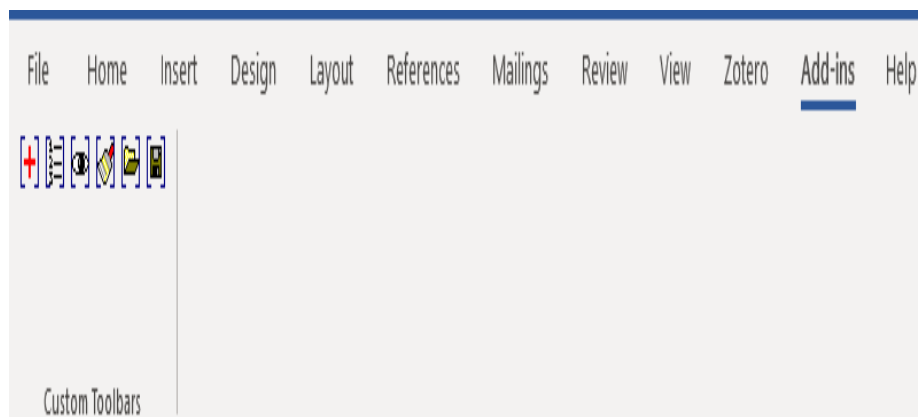 File Home Insert Design Layout References Mailings Review View Zotero Add-ins Help
Custom Toolbars